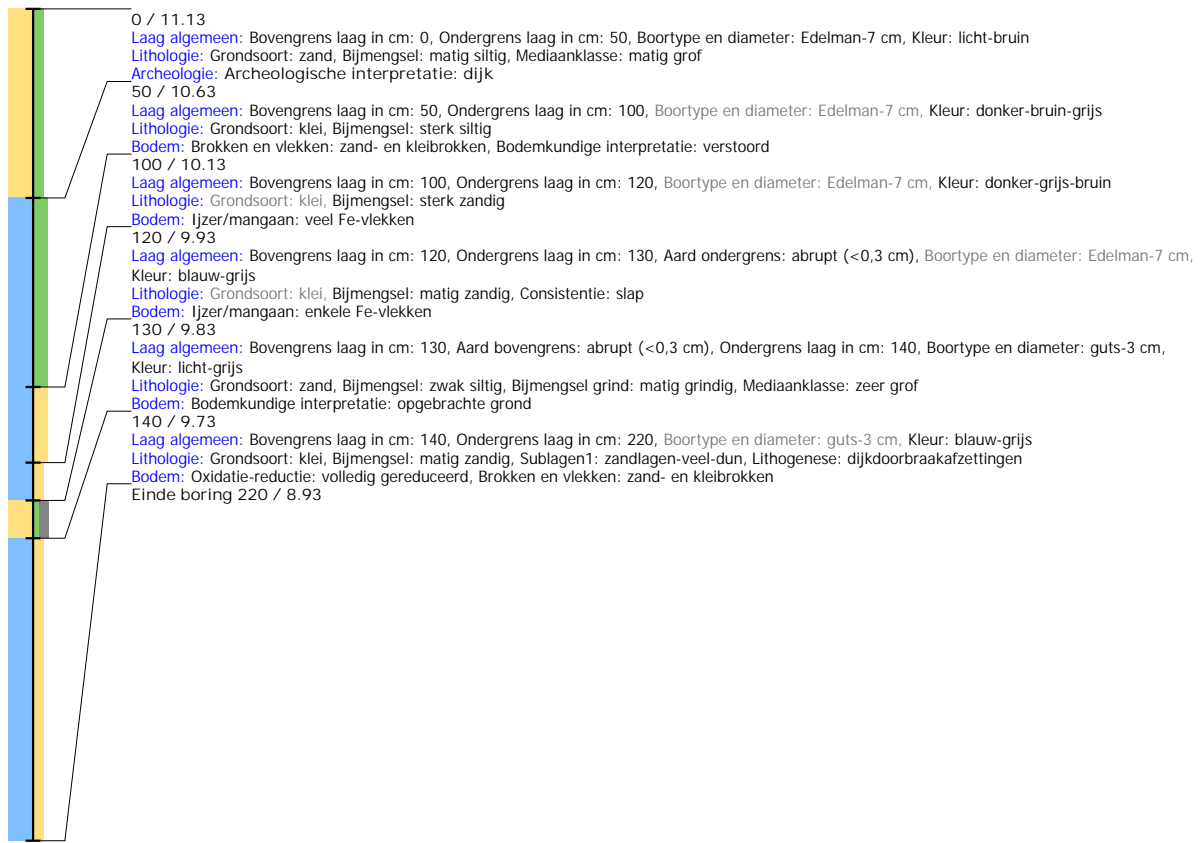 0 / 11.13
Laag algemeen: Bovengrens laag in cm: 0, Ondergrens laag in cm: 50, Boortype en diameter: Edelman-7 cm, Kleur: licht-bruin
Lithologie: Grondsoort: zand, Bijmengsel: matig siltig, Mediaanklasse: matig grof
Archeologie: Archeologische interpretatie: dijk
50 / 10.63
Laag algemeen: Bovengrens laag in cm: 50, Ondergrens laag in cm: 100, Boortype en diameter: Edelman-7 cm, Kleur: donker-bruin-grijs
Lithologie: Grondsoort: klei, Bijmengsel: sterk siltig
Bodem: Brokken en vlekken: zand- en kleibrokken, Bodemkundige interpretatie: verstoord
100 / 10.13
Laag algemeen: Bovengrens laag in cm: 100, Ondergrens laag in cm: 120, Boortype en diameter: Edelman-7 cm, Kleur: donker-grijs-bruin
Lithologie: Grondsoort: klei, Bijmengsel: sterk zandig
Bodem: Ijzer/mangaan: veel Fe-vlekken
120 / 9.93
Laag algemeen: Bovengrens laag in cm: 120, Ondergrens laag in cm: 130, Aard ondergrens: abrupt (<0,3 cm), Boortype en diameter: Edelman-7 cm,
Kleur: blauw-grijs
Lithologie: Grondsoort: klei, Bijmengsel: matig zandig, Consistentie: slap
Bodem: Ijzer/mangaan: enkele Fe-vlekken
130 / 9.83
Laag algemeen: Bovengrens laag in cm: 130, Aard bovengrens: abrupt (<0,3 cm), Ondergrens laag in cm: 140, Boortype en diameter: guts-3 cm,
Kleur: licht-grijs
Lithologie: Grondsoort: zand, Bijmengsel: zwak siltig, Bijmengsel grind: matig grindig, Mediaanklasse: zeer grof
Bodem: Bodemkundige interpretatie: opgebrachte grond
140 / 9.73
Laag algemeen: Bovengrens laag in cm: 140, Ondergrens laag in cm: 220, Boortype en diameter: guts-3 cm, Kleur: blauw-grijs
Lithologie: Grondsoort: klei, Bijmengsel: matig zandig, Sublagen1: zandlagen-veel-dun, Lithogenese: dijkdoorbraakafzettingen
Bodem: Oxidatie-reductie: volledig gereduceerd, Brokken en vlekken: zand- en kleibrokken
Einde boring 220 / 8.93